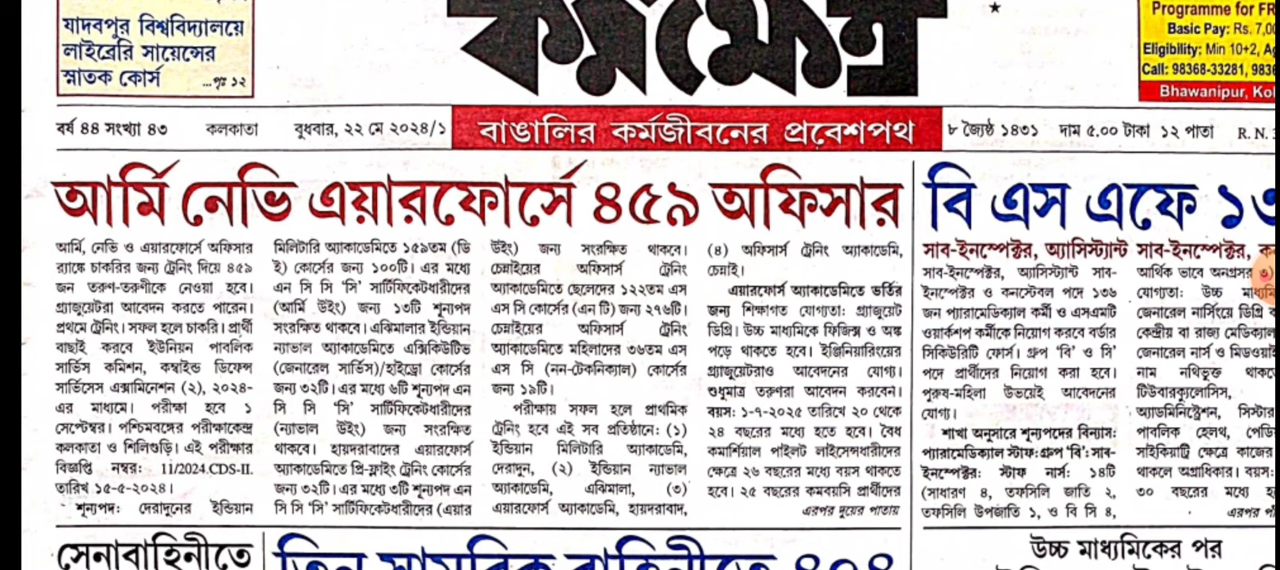 যাদবপুর বিশ্ববিদ্যালয়ে
লাইব্রেরি সায়েন্সের
স্নাতক কোর্স
...পৃঃ ১২
কর্মক্ষেত্র
Programme for FR
Basic Pay: Rs. 7,00
Eligibility: Min 10+2, Ag
Call: 98368-33281, 9836
Bhawanipur, Kol
বর্ষ ৪৪ সংখ্যা ৪৩ কলকাতা বুধবার, ২২ মে ২০২৪/১
বাঙালির কর্মজীবনের প্রবেশপথ
৮ জ্যৈষ্ঠ ১৪৩১ দাম ৫.০০ টাকা ১২ পাতা R. N.
আর্মি নেভি এয়ারফোর্সে ৪৫৯ অফিসার
আর্মি, নেভি ও এয়ারফোর্সে অফিসার
র‍্যাঙ্কে চাকরির জন্য ট্রেনিং দিয়ে ৪৫৯
জন তরুণ-তরুণীকে নেওয়া হবে।
গ্র্যাজুয়েটরা আবেদন করতে পারেন।
প্রথমে ট্রেনিং। সফল হলে চাকরি। প্রার্থী
বাছাই করবে ইউনিয়ন পাবলিক
সার্ভিস কমিশন, কম্বাইন্ড ডিফেন্স
সার্ভিসেস এক্সামিনেশন (২), ২০২৪-
এর মাধ্যমে। পরীক্ষা হবে ১
সেপ্টেম্বর। পশ্চিমবঙ্গের পরীক্ষাকেন্দ্র
কলকাতা ও শিলিগুড়ি। এই পরীক্ষার
বিজ্ঞপ্তি নম্বর: 11/2024.CDS-II.
তারিখ ১৫-৫-২০২৪।
শূন্যপদ: দেরাদুনের ইন্ডিয়ান
মিলিটারি অ্যাকাডেমিতে ১৫৯তম (ডি
ই) কোর্সের জন্য ১০০টি। এর মধ্যে
এন সি সি 'সি' সার্টিফিকেটধারীদের
(আর্মি উইং) জন্য ১৩টি শূন্যপদ
সংরক্ষিত থাকবে। এঝিমালার ইন্ডিয়ান
ন্যাভাল অ্যাকাডেমিতে এক্সিকিউটিভ
(জেনারেল সার্ভিস)/হাইড্রো কোর্সের
জন্য ৩২টি। এর মধ্যে ৬টি শূন্যপদ এন
সি সি 'সি' সার্টিফিকেটধারীদের
(ন্যাভাল উইং) জন্য সংরক্ষিত
থাকবে। হায়দরাবাদের এয়ারফোর্স
অ্যাকাডেমিতে প্রি-ফ্লাইং ট্রেনিং কোর্সের
জন্য ৩২টি। এর মধ্যে ৩টি শূন্যপদ এন
সি সি 'সি' সার্টিফিকেটধারীদের (এয়ার
উইং) জন্য সংরক্ষিত থাকবে।
চেন্নাইয়ের অফিসার্স ট্রেনিং
অ্যাকাডেমিতে ছেলেদের ১২২তম এস
এস সি কোর্সের (এন টি) জন্য ২৭৬টি।
চেন্নাইয়ের অফিসার্স ট্রেনিং
অ্যাকাডেমিতে মহিলাদের ৩৬তম এস
এস সি (নন-টেকনিক্যাল) কোর্সের
জন্য ১৯টি।
পরীক্ষায় সফল হলে প্রাথমিক
ট্রেনিং হবে এই সব প্রতিষ্ঠানে: (১)
ইন্ডিয়ান মিলিটারি অ্যাকাডেমি,
দেরাদুন, (২) ইন্ডিয়ান ন্যাভাল
অ্যাকাডেমি, এঝিমালা, (৩)
এয়ারফোর্স অ্যাকাডেমি, হায়দরাবাদ,
(৪) অফিসার্স ট্রেনিং অ্যাকাডেমি,
চেন্নাই।
এয়ারফোর্স অ্যাকাডেমিতে ভর্তির
জন্য শিক্ষাগত যোগ্যতা: গ্র্যাজুয়েট
ডিগ্রি। উচ্চ মাধ্যমিকে ফিজিক্স ও অঙ্ক
পড়ে থাকতে হবে। ইঞ্জিনিয়ারিংয়ের
গ্র্যাজুয়েটরাও আবেদনের যোগ্য।
শুধুমাত্র তরুণরা আবেদন করবেন।
বয়স: ১-৭-২০২৫ তারিখে ২০ থেকে
২৪ বছরের মধ্যে হতে হবে। বৈধ
কমার্শিয়াল পাইলট লাইসেন্সধারীদের
ক্ষেত্রে ২৬ বছরের মধ্যে বয়স থাকতে
হবে। ২৫ বছরের কমবয়সি প্রার্থীদের
এরপর দুয়ের পাতায়
বি এস এফে ১৩
সাব-ইনস্পেক্টর, অ্যাসিস্ট্যান্ট সাব-ইনস্পেক্টর, ক
সাব-ইনস্পেক্টর, অ্যাসিস্ট্যান্ট সাব-
ইনস্পেক্টর ও কনস্টেবল পদে ১৩৬
জন প্যারামেডিক্যাল কর্মী ও এসএমটি
ওয়ার্কশপ কর্মীকে নিয়োগ করবে বর্ডার
সিকিউরিটি ফোর্স। গ্রুপ 'বি' ও সি'
পদে প্রার্থীদের নিয়োগ করা হবে।
পুরুষ-মহিলা উভয়েই আবেদনের
যোগ্য।
শাখা অনুসারে শূন্যপদের বিন্যাস:
প্যারামেডিক্যাল স্টাফ: গ্রুপ 'বি': সাব-
ইনস্পেক্টর: স্টাফ নার্স: ১৪টি
(সাধারণ ৪, তফসিলি জাতি ২,
তফসিলি উপজাতি ১, ও বি সি ৪,
আর্থিক ভাবে অনগ্রসর ৩)
যোগ্যতা: উচ্চ মাধ্যমি
জেনারেল নার্সিংয়ে ডিগ্রি ব
কেন্দ্রীয় বা রাজ্য মেডিক্যাল
জেনারেল নার্স ও মিডওয়াই
নাম নথিভুক্ত থাকতে
টিউবারক্যুলোসিস,
অ্যাডমিনিস্ট্রেশন, সিস্টার
পাবলিক হেলথ, পেডি
সাইকিয়াট্রি ক্ষেত্রে কাজের
থাকলে অগ্রাধিকার। বয়স:
৩০ বছরের মধ্যে হ
এরপর প
সেনাবাহিনীতে
তিন সামরিক বাহিনীতে ৪০৪
উচ্চ মাধ্যমিকের পর